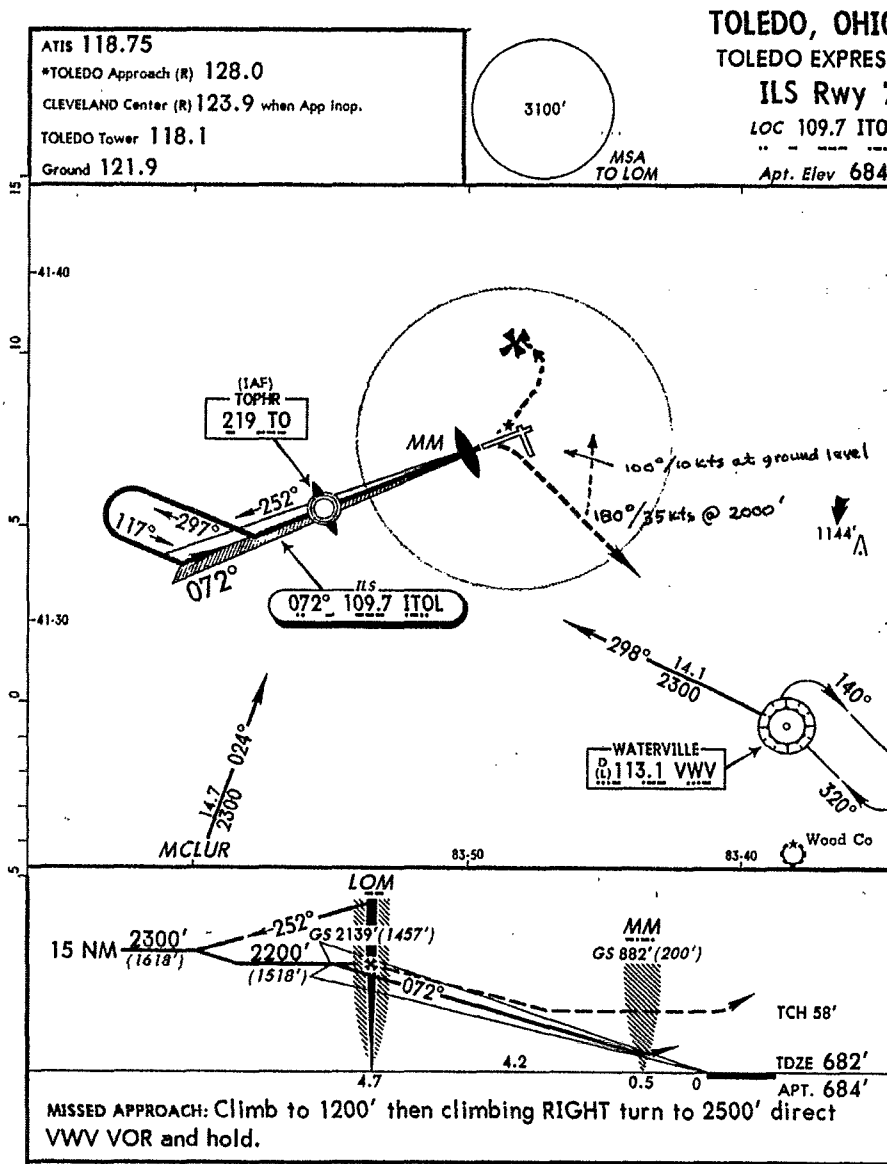 TOLEDO, OHIO
TOLEDO EXPRES
ILS Rwy 7
LOC 109.7 ITO
Apt. Elev 684
ATIS 118.75
*TOLEDO Approach (R) 128.0
CLEVELAND Center (R) 123.9 when App inop.
TOLEDO Tower 118.1
Ground 121.9
3100'
MSA
TO LOM
15
41-40
10
(IAF)
TOPHR
219 TO
MM
100°/10 kts at ground level
252°
297°
117°
5
180°/35 kts @ 2000'
1144'
072°
ILS
072° 109.7 ITOL
41-30
298°
14.1
2300
140°
0
024°
WATERVILLE
D
(L) 113.1 VWV
14.7
2300
320°
MCLUR
83-50
83-40
Wood Co
5
LOM
252°
GS 2139'(1457')
MM
GS 882'(200')
15 NM
2300'
(1618')
2200'
(1518')
072°
TCH 58'
4.2
TDZE 682'
4.7
0.5
0
APT. 684'
MISSED APPROACH: Climb to 1200' then climbing RIGHT turn to 2500' direct
VWV VOR and hold.